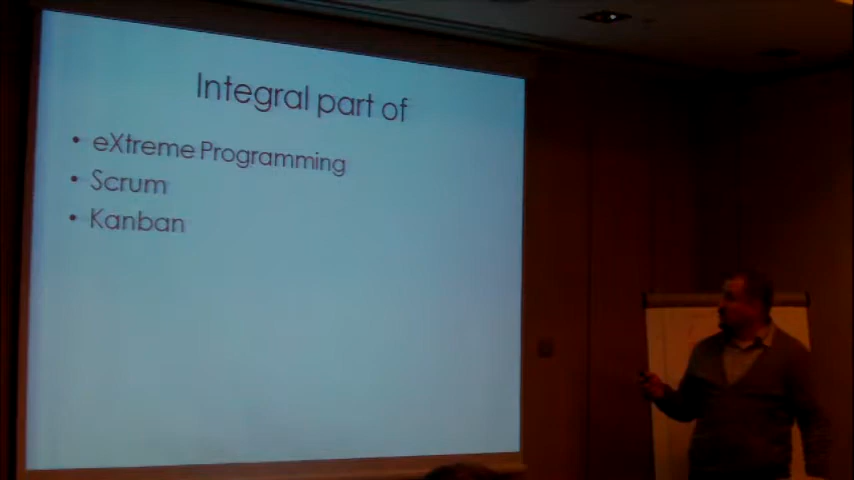 Integral part of
• eXtreme Programming
• Scrum
• Kanban